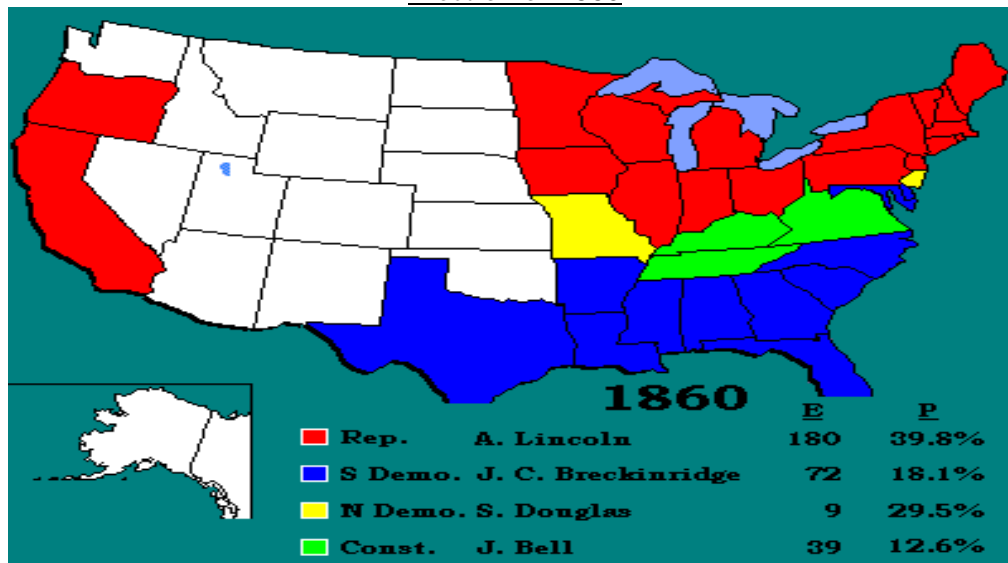 1860
E P
Rep. A. Lincoln 180 39.8%
S Demo. J. C. Breckinridge 72 18.1%
N Demo. S. Douglas 9 29.5%
Const. J. Bell 39 12.6%